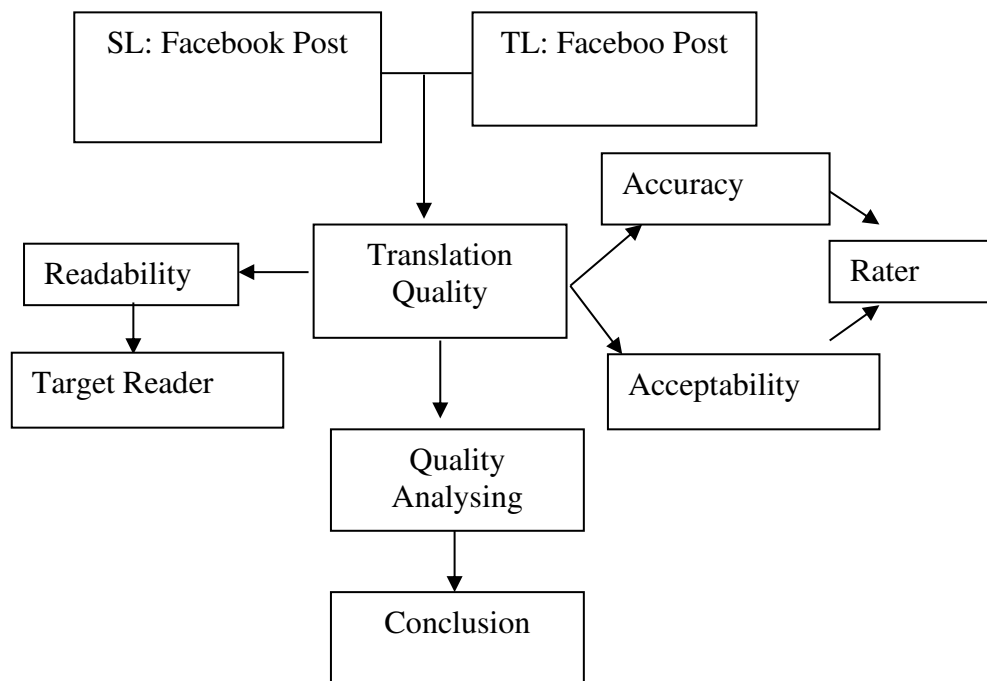 SL: Facebook Post
TL: Faceboo Post
Accuracy
Translation
Quality
Readability
Rater
Target Reader
Acceptability
Quality
Analysing
Conclusion